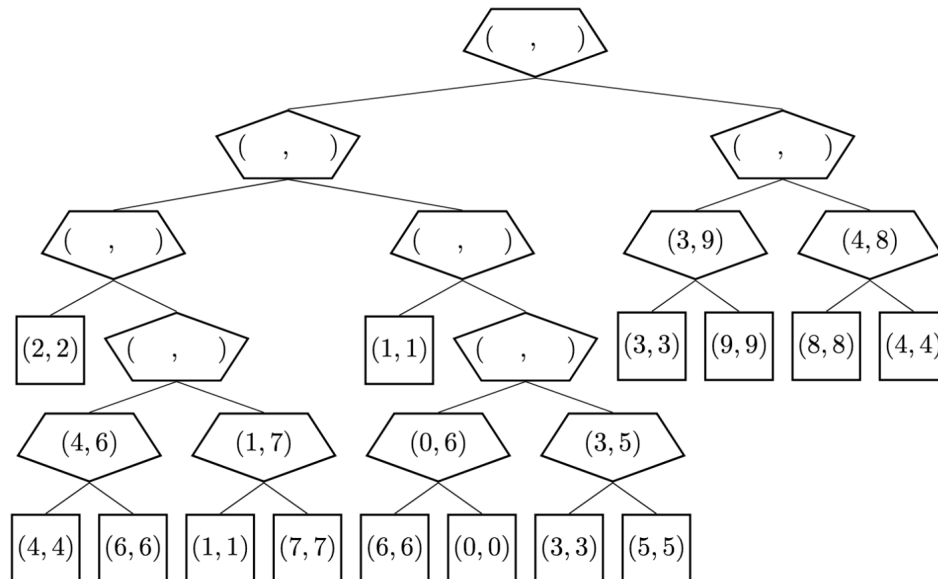 ( , )
( , ) ( , )
( , ) ( , ) (3, 9) (4, 8)
(2, 2) ( , ) (1, 1) ( , ) (3, 3) (9, 9) (8, 8) (4, 4)
(4, 6) (1, 7) (0, 6) (3, 5)
(4, 4) (6, 6) (1, 1) (7, 7) (6, 6) (0, 0) (3, 3) (5, 5)